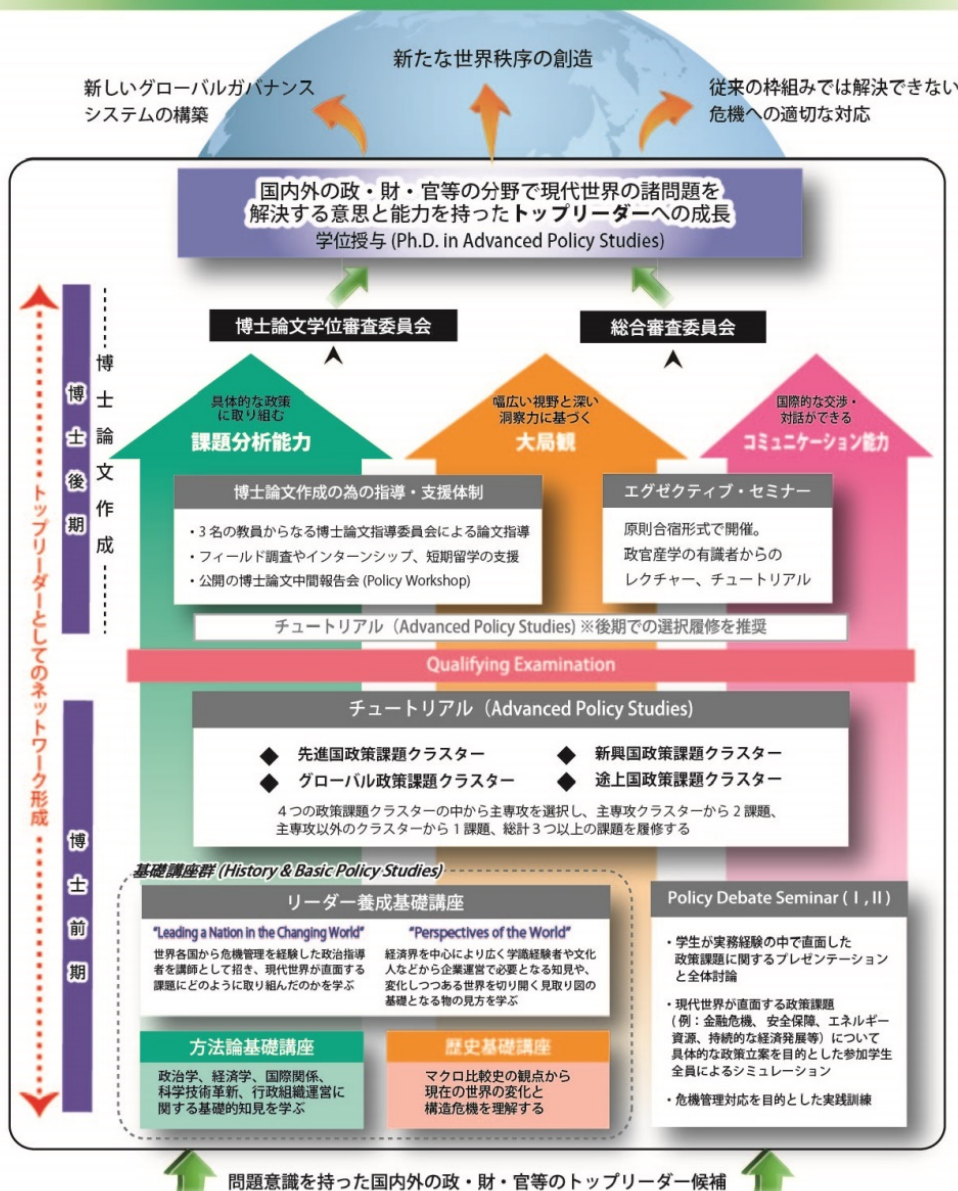 新たな世界秩序の創造
新しいグローバルガバナンス
システムの構築
従来の枠組みでは解決できない
危機への適切な対応
国内外の政・財・官等の分野で現代世界の諸問題を
解決する意思と能力を持ったトップリーダーへの成長
学位授与 (Ph.D. in Advanced Policy Studies)
博士論文学位審査委員会
総合審査委員会
トップリーダーとしてのネットワーク形成
博士後期
博士論文作成
具体的な政策
に取り組む
課題分析能力
幅広い視野と深い
洞察力に基づく
大局観
国際的な交渉・
対話ができる
コミュニケーション能力
博士論文作成の為の指導・支援体制
・3 名の教員からなる博士論文指導委員会による論文指導
・フィールド調査やインターンシップ、短期留学の支援
・公開の博士論文中間報告会 (Policy Workshop)
エグゼクティブ・セミナー
原則合宿形式で開催。
政官産学の有識者からの
レクチャー、チュートリアル
チュートリアル（Advanced Policy Studies) ※後期での選択履修を推奨
Qualifying Examination
博士前期
チュートリアル（Advanced Policy Studies)
◆ 先進国政策課題クラスター
◆ 新興国政策課題クラスター
◆ グローバル政策課題クラスター
◆ 途上国政策課題クラスター
４つの政策課題クラスターの中から主専攻を選択し、主専攻クラスターから 2 課題、
主専攻以外のクラスターから 1 課題、総計 3 つ以上の課題を履修する
基礎講座群 (History & Basic Policy Studies)
リーダー養成基礎講座
"Leading a Nation in the Changing World"
世界各国から危機管理を経験した政治指導
者を講師として招き、現代世界が直面する
課題にどのように取り組んだのかを学ぶ
"Perspectives of the World"
経済界を中心により広く学識経験者や文化
人などから企業運営で必要となる知見や、
変化しつつある世界を切り開く見取り図の
基礎となる物の見方を学ぶ
方法論基礎講座
政治学、経済学、国際関係、
科学技術革新、行政組織運営に
関する基礎的知見を学ぶ
歴史基礎講座
マクロ比較史の観点から
現在の世界の変化と
構造危機を理解する
Policy Debate Seminar ( I , II )
・学生が実務経験の中で直面した
政策課題に関するプレゼンテーション
と全体討論
・現代世界が直面する政策課題
( 例：金融危機、安全保障、エネルギー
資源、持続的な経済発展等）について
具体的な政策立案を目的とした参加学生
全員によるシミュレーション
・危機管理対応を目的とした実践訓練
問題意識を持った国内外の政・財・官等のトップリーダー候補